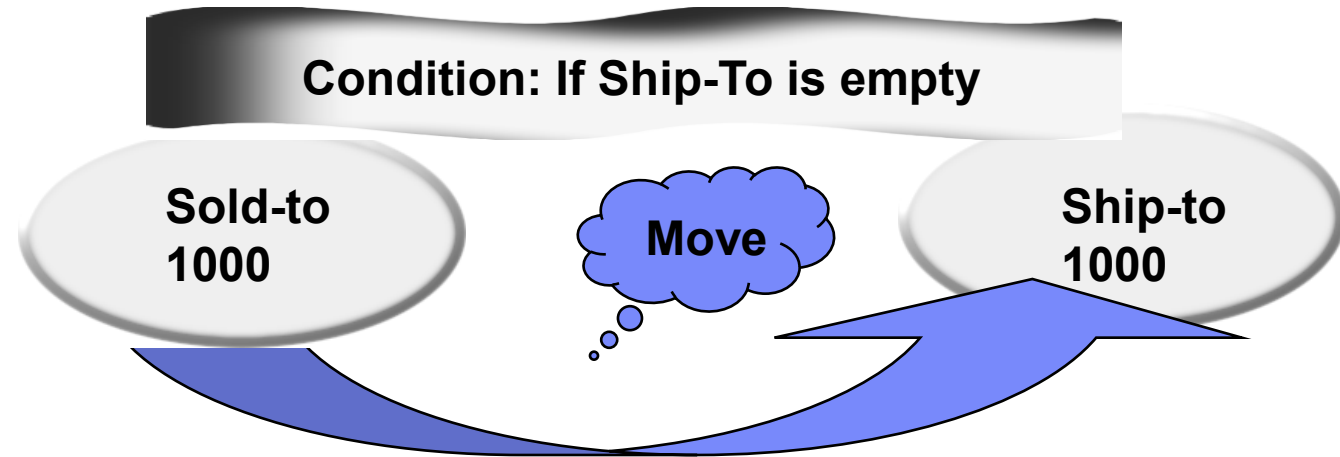 Condition: If Ship-To is empty
Sold-to
1000
Move
Ship-to
1000